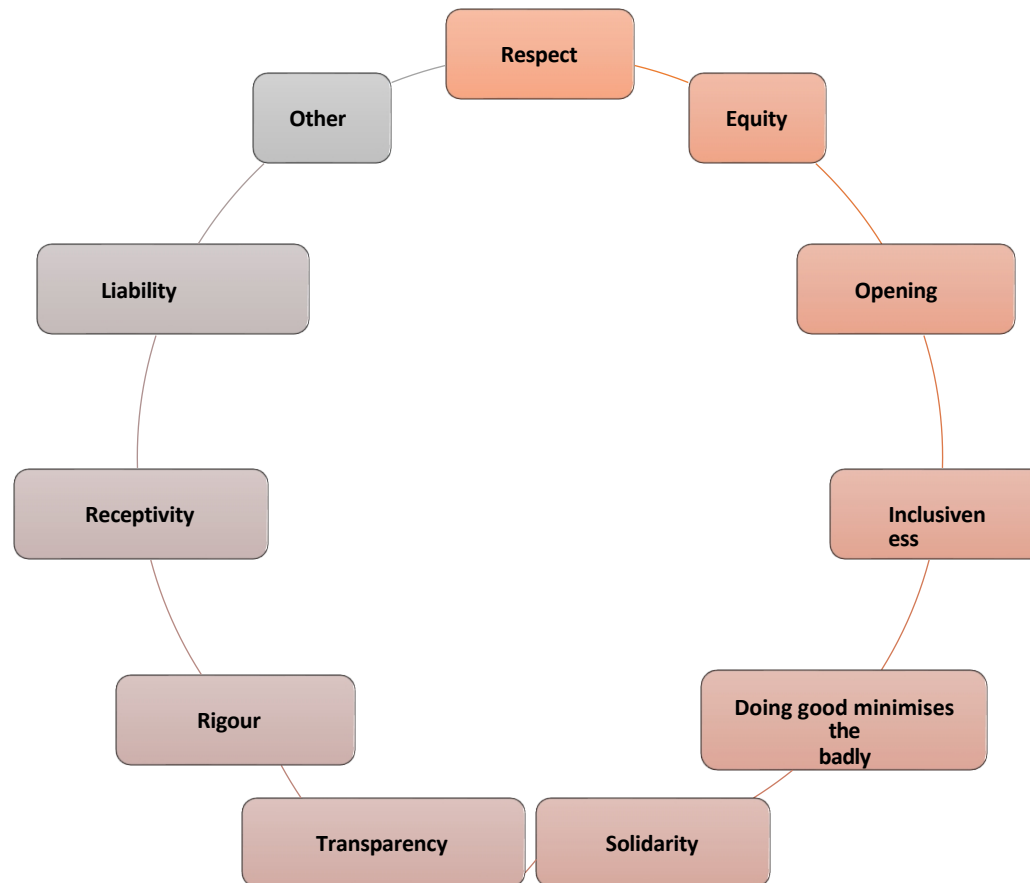 Respect
Equity
Opening
Inclusiven
ess
Doing good minimises
the
badly
Solidarity
Transparency
Rigour
Receptivity
Liability
Other